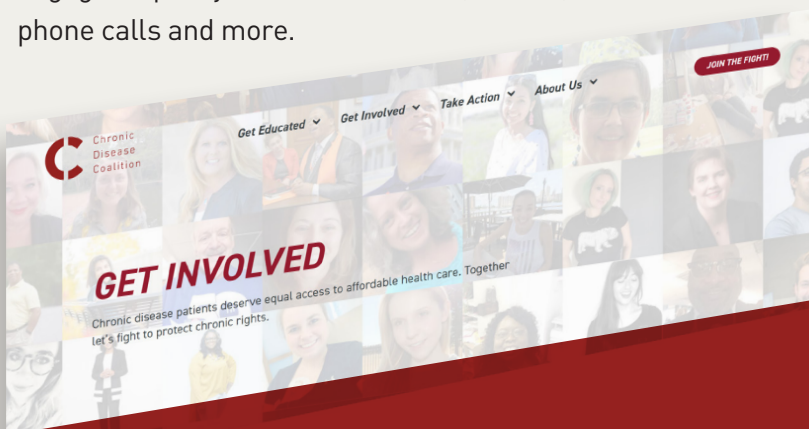 phone calls and more.
JOIN THE FIGHT!
Get Educated Get Involved Take Action About Us
Chronic
Disease
Coalition
GET INVOLVED
Chronic disease patients deserve equal access to affordable health care. Together
let's fight to protect chronic rights.